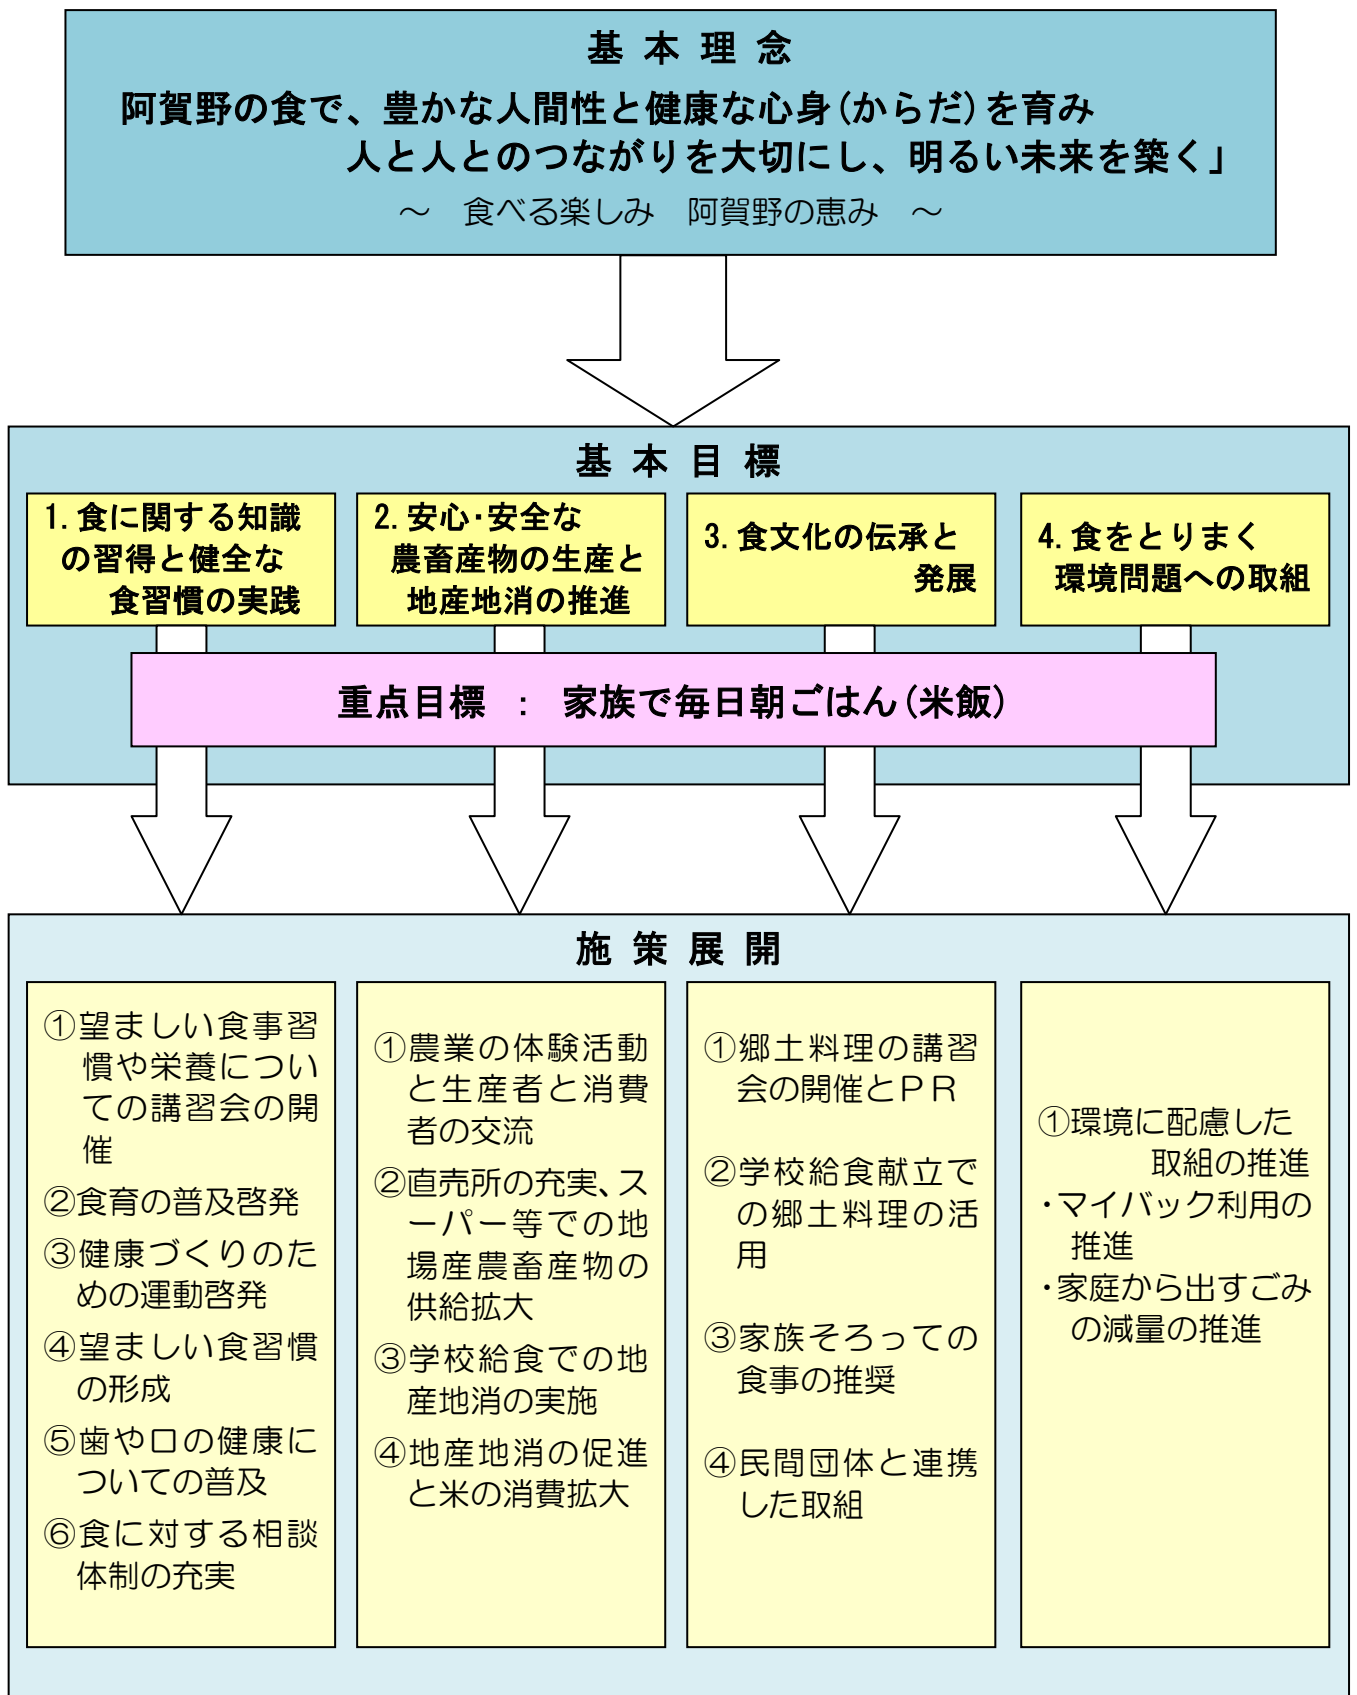 基本理念
阿賀野の食で、豊かな人間性と健康な心身(からだ)を育み
人と人とのつながりを大切にし、明るい未来を築く」
～ 食べる楽しみ 阿賀野の恵み ～
基本目標
1.食に関する知識
の習得と健全な
食習慣の実践
2.安心・安全な
農畜産物の生産と
地産地消の推進
3.食文化の伝承と
発展
4.食をとりまく
環境問題への取組
重点目標 : 家族で毎日朝ごはん(米飯)
施策展開
①望ましい食事習
慣や栄養につい
ての講習会の開
催
②食育の普及啓発
③健康づくりのた
めの運動啓発
④望ましい食習慣
の形成
⑤歯や口の健康に
ついての普及
⑥食に対する相談
体制の充実
①農業の体験活動
と生産者と消費
者の交流
②直売所の充実、ス
ーパー等での地
場産農畜産物の
供給拡大
③学校給食での地
産地消の実施
④地産地消の促進
と米の消費拡大
①郷土料理の講習
会の開催とＰＲ
②学校給食献立で
の郷土料理の活
用
③家族そろっての
食事の推奨
④民間団体と連携
した取組
①環境に配慮した
取組の推進
・マイバック利用の
推進
・家庭から出すごみ
の減量の推進